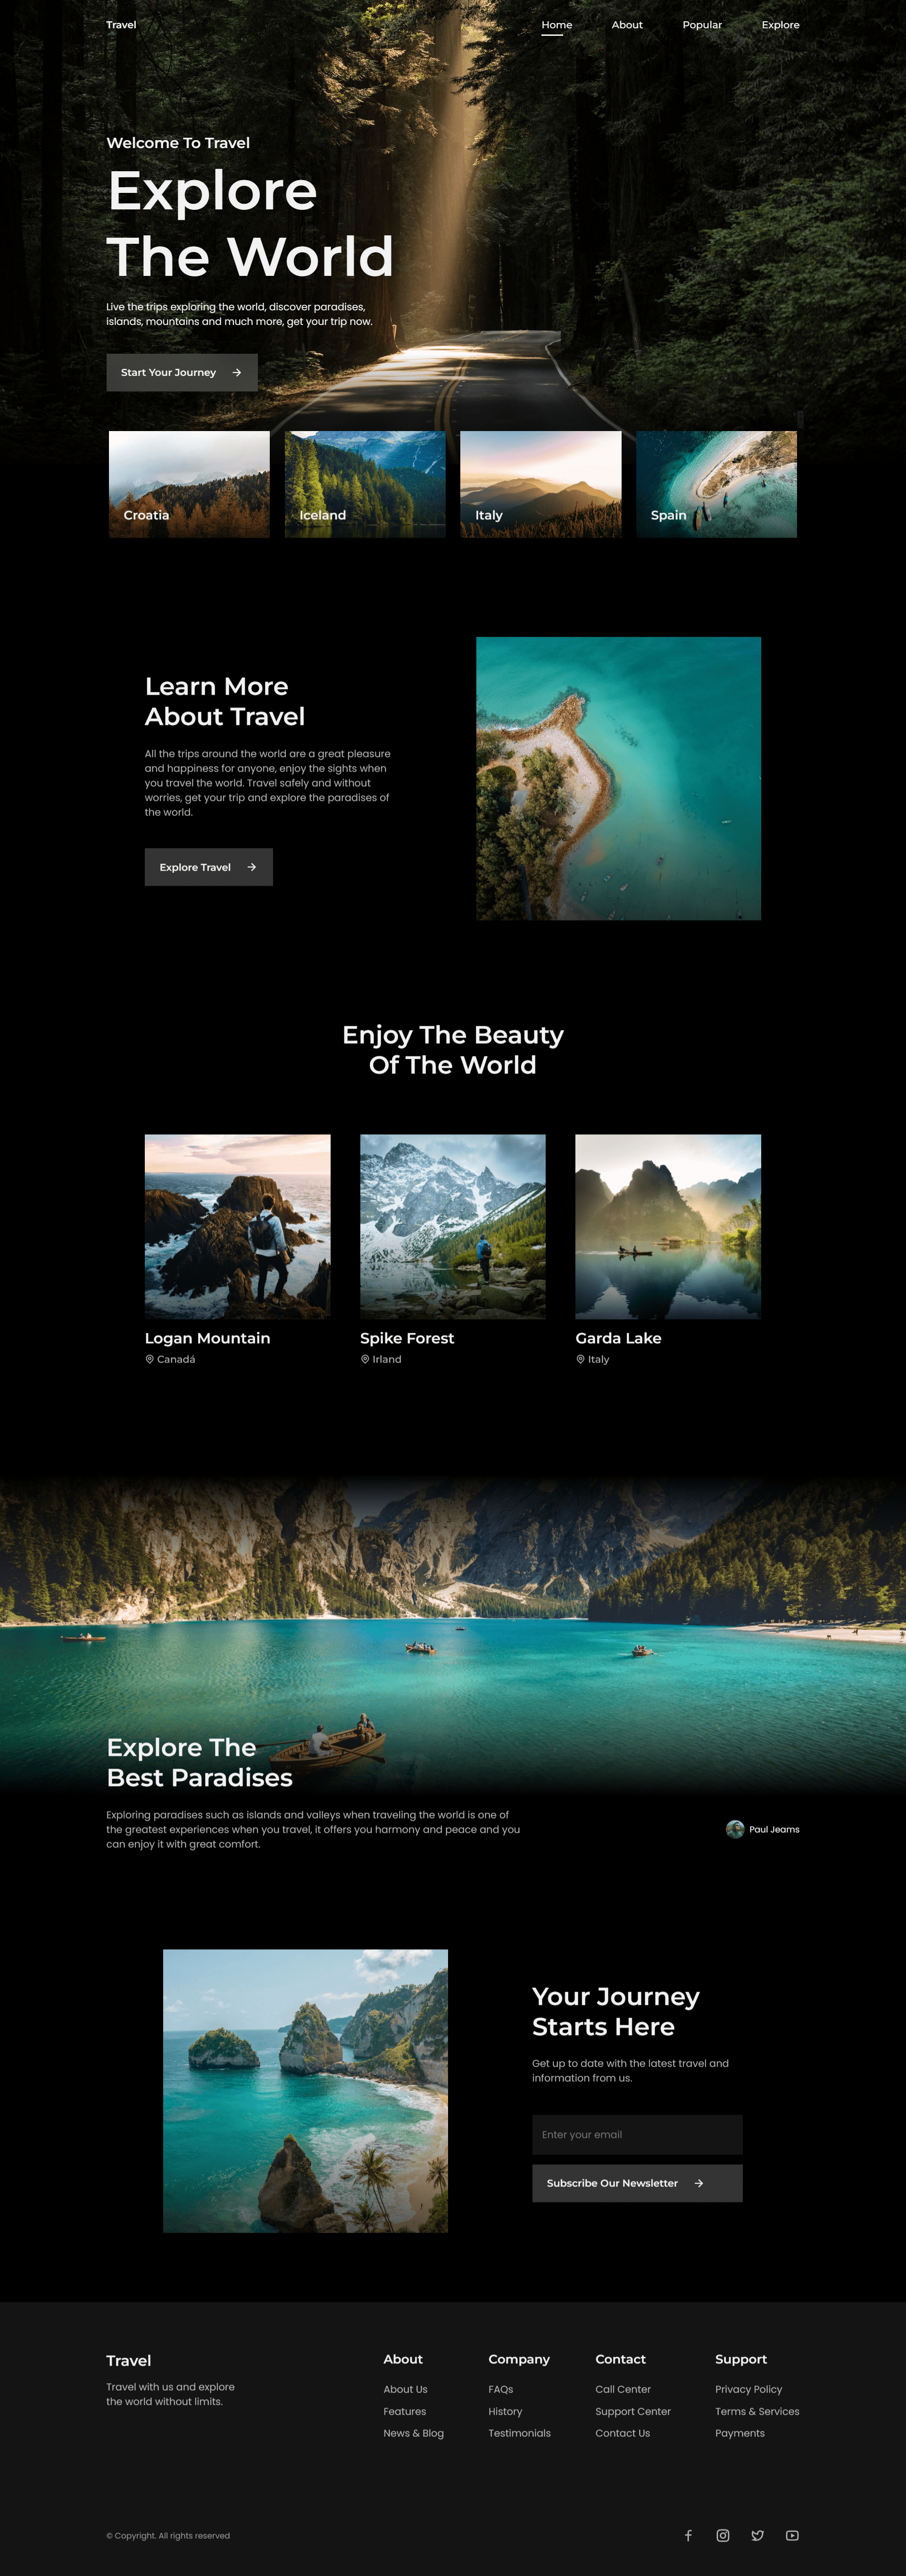 Travel
Home
About
Popular
Explore
Welcome To Travel
Explore
The World
Live the trips exploring the world, discover paradises,
islands, mountains and much more, get your trip now.
Start Your Journey
Croatia
Iceland
Italy
Spain
Learn More
About Travel
All the trips around the world are a great pleasure
and happiness for anyone, enjoy the sights when
you travel the world. Travel safely and without
worries, get your trip and explore the paradises of
the world.
Explore Travel
Enjoy The Beauty
Of The World
Logan Mountain
Canadá
Spike Forest
Irland
Garda Lake
Italy
Explore The
Best Paradises
Exploring paradises such as islands and valleys when traveling the world is one of
the greatest experiences when you travel, it offers you harmony and peace and you
can enjoy it with great comfort.
Paul Jeams
Your Journey
Starts Here
Get up to date with the latest travel and
information from us.
Enter your email
Subscribe Our Newsletter
Travel
Travel with us and explore
the world without limits.
About
About Us
Features
News & Blog
Company
FAQs
History
Testimonials
Contact
Call Center
Support Center
Contact Us
Support
Privacy Policy
Terms & Services
Payments
© Copyright. All rights reserved